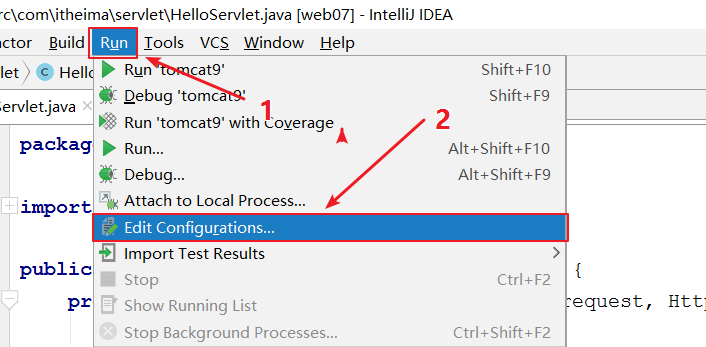 rc\com\itheima\servlet\HelloServlet.java [web07] - IntelliJ IDEA
actor Build Run Tools VCS Window Help
let Hello
Servlet.java
Run 'tomcat9' Shift+F10
Debug 'tomcat9' Shift+F9
1
Run 'tomcat9' with Coverage
2
Run... Alt+Shift+F10
Debug... Alt+Shift+F9
Attach to Local Process...
Edit Configurations...
Import Test Results
Stop Ctrl+F2
Show Running List
Stop Background Processes... Ctrl+Shift+F2
packag
import
public {
pr request, Http